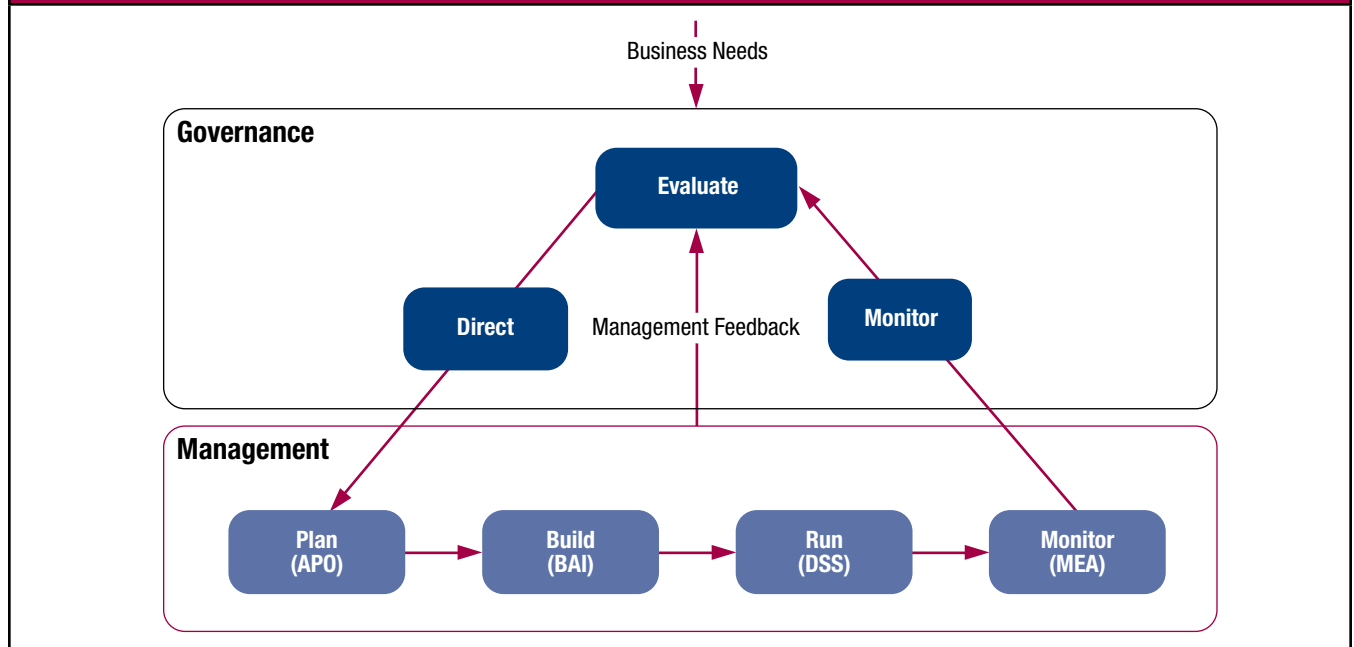 Business Needs
Governance
Evaluate
Direct
Management Feedback
Monitor
Management
Plan
(APO)
Build
(BAI)
Run
(DSS)
Monitor
(MEA)